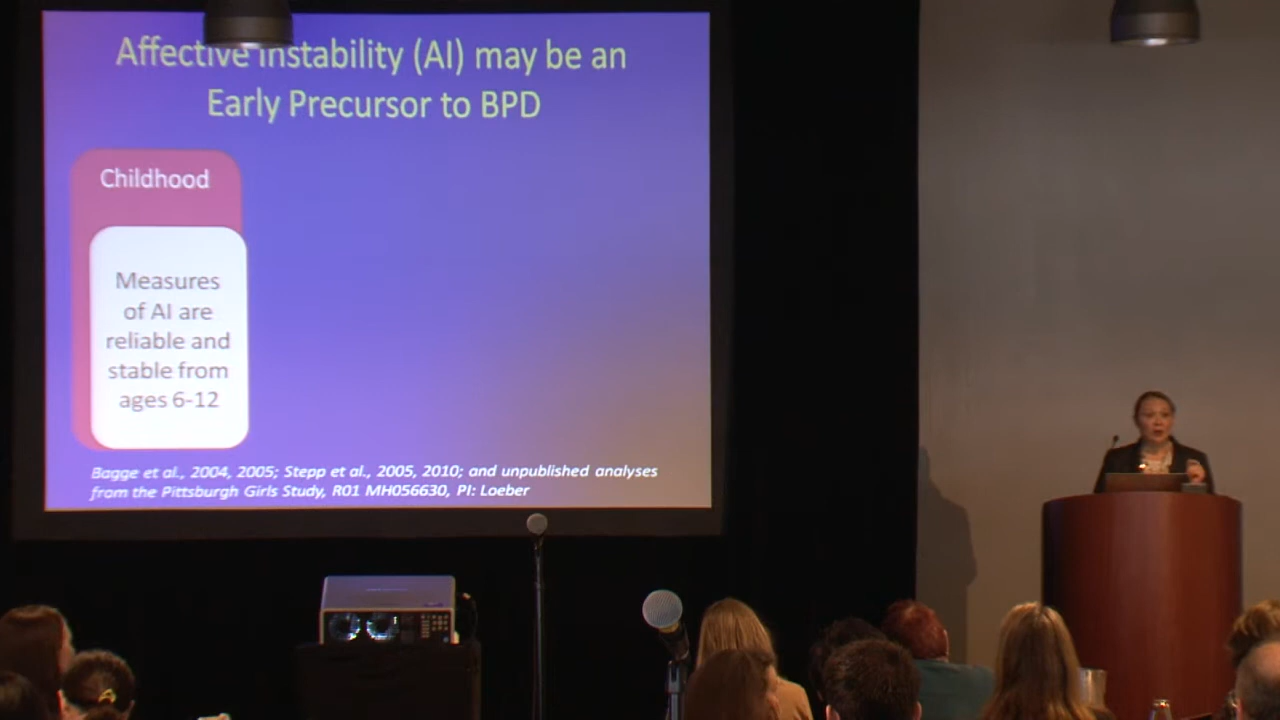 Affective Instability (AI) may be an
Early Precursor to BPD
Childhood
Measures
of AI are
reliable and
stable from
ages 6-12
Bagge et al., 2004, 2005; Stepp et al., 2005, 2010; and unpublished analyses
from the Pittsburgh Girls Study, R01 MH056630, PI: Loeber